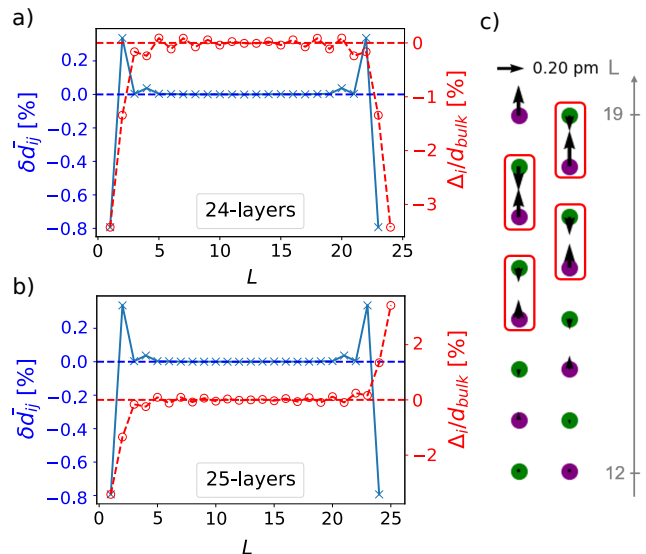 a)
0.2
0.0
−0.2
−0.4
−0.6
−0.8
δd̄ij [%]
0
−1
−2
−3
Δi/dbulk [%]
24-layers
0 5 10 15 20 25
L
b)
0.2
0.0
−0.2
−0.4
−0.6
−0.8
δd̄ij [%]
2
0
−2
Δi/dbulk [%]
25-layers
0 5 10 15 20 25
L
c)
0.20 pm L
19
12